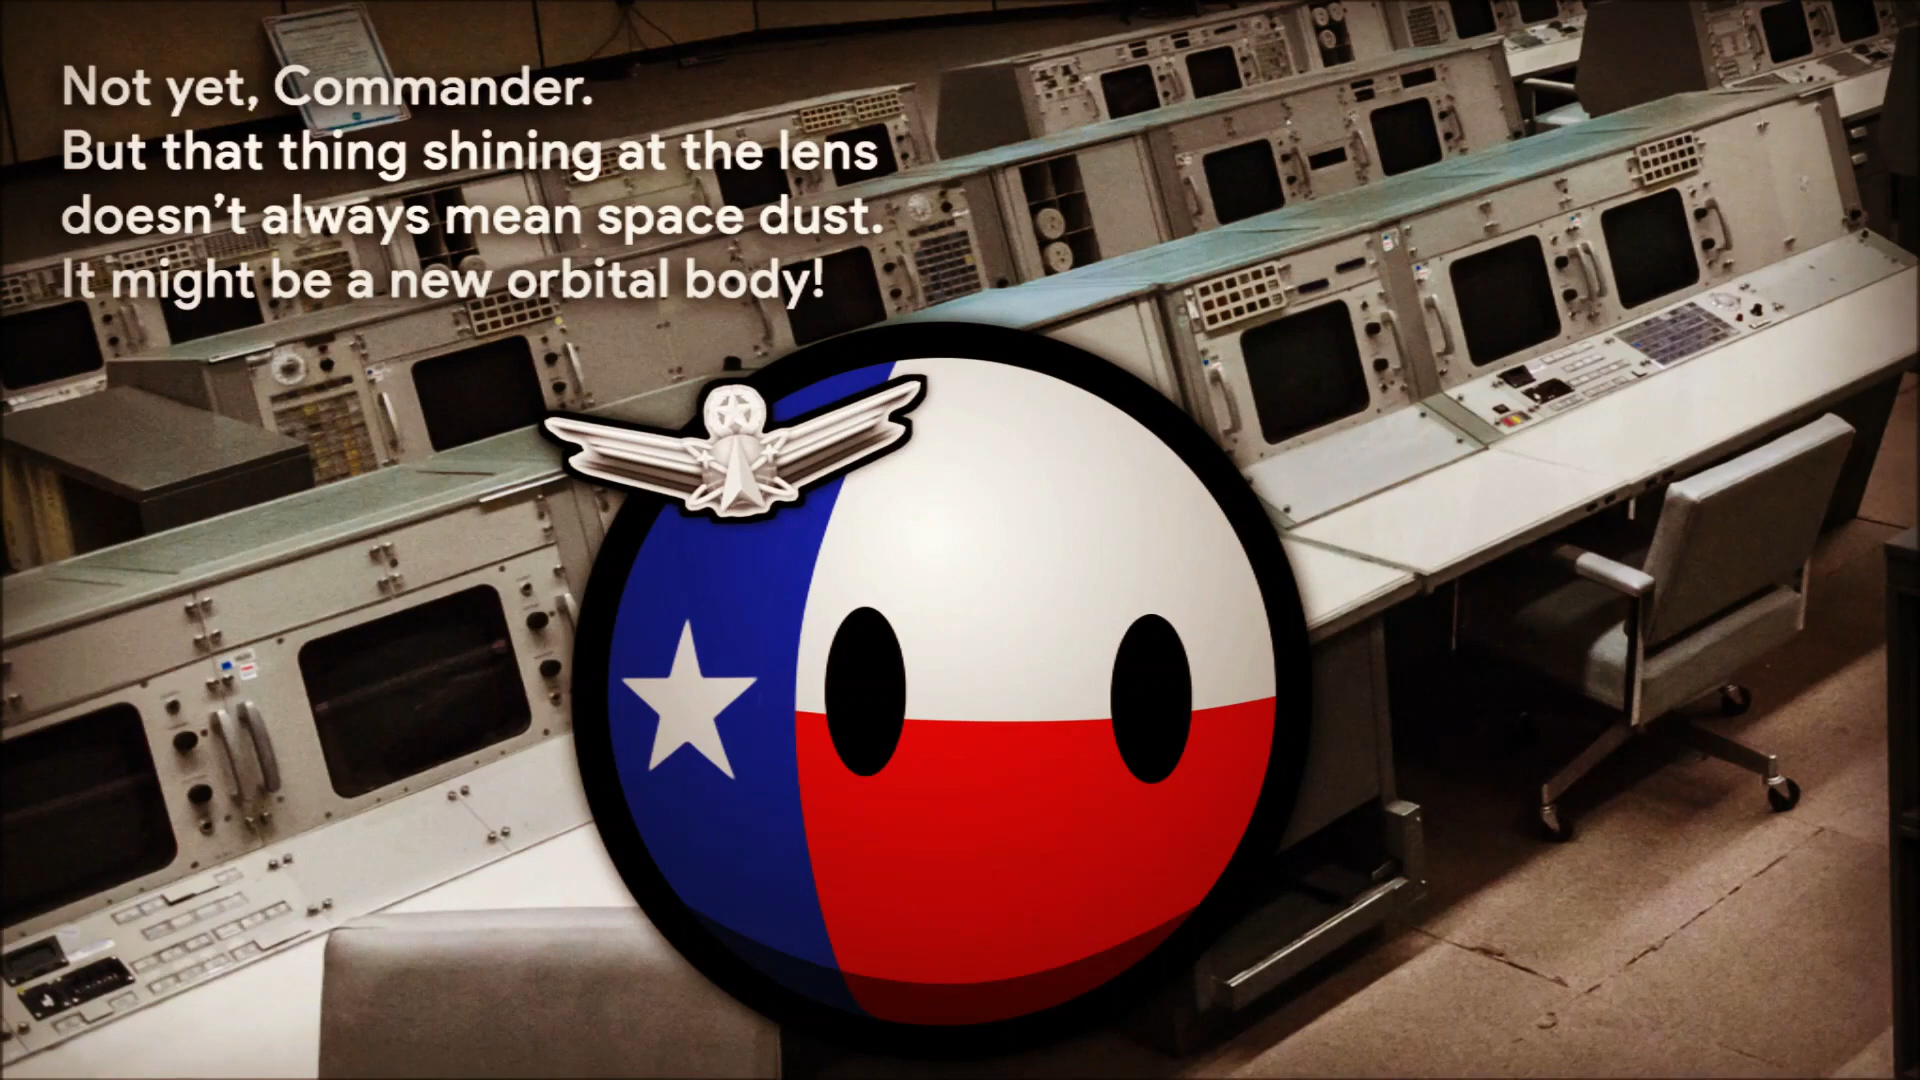 Not yet, Commander.
But that thing shining at the lens
doesn’t always mean space dust.
It might be a new orbital body!